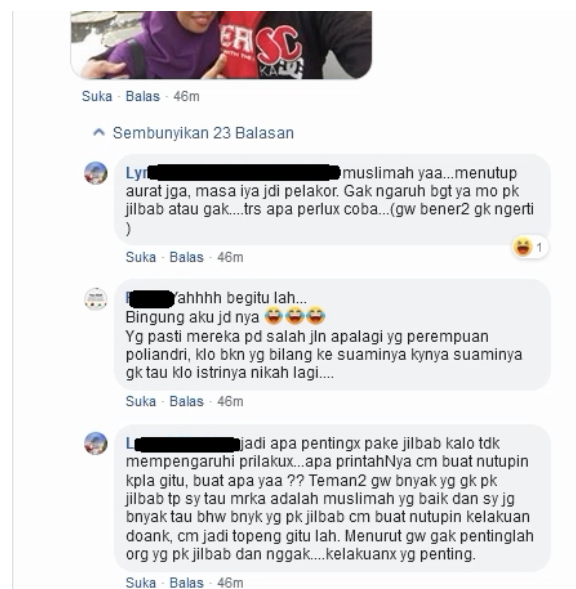 SC
Suka · Balas · 46m
Sembunyikan 23 Balasan
Lyr muslimah yaa...menutup
aurat jga, masa iya jdi pelakor. Gak ngaruh bgt ya mo pk
jilbab atau gak....trs apa perlux coba...(gw bener2 gk ngerti
)
1
Suka · Balas · 46m
Yahhhh begitu lah...
Bingung aku jd nya 😂😂😂
Yg pasti mereka pd salah jln apalagi yg perempuan
poliandri, klo bkn yg bilang ke suaminya kynya suaminya
gk tau klo istrinya nikah lagi....
Suka · Balas · 46m
L jadi apa pentingx pake jilbab kalo tdk
mempengaruhi prilakux...apa printahNya cm buat nutupin
kpla gitu, buat apa yaa ?? Teman2 gw bnyak yg gk pk
jilbab tp sy tau mrka adalah muslimah yg baik dan sy jg
bnyak tau bhw bnyk yg pk jilbab cm buat nutupin kelakuan
doank, cm jadi topeng gitu lah. Menurut gw gak pentinglah
org yg pk jilbab dan nggak....kelakuanx yg penting.
Suka · Balas · 46m